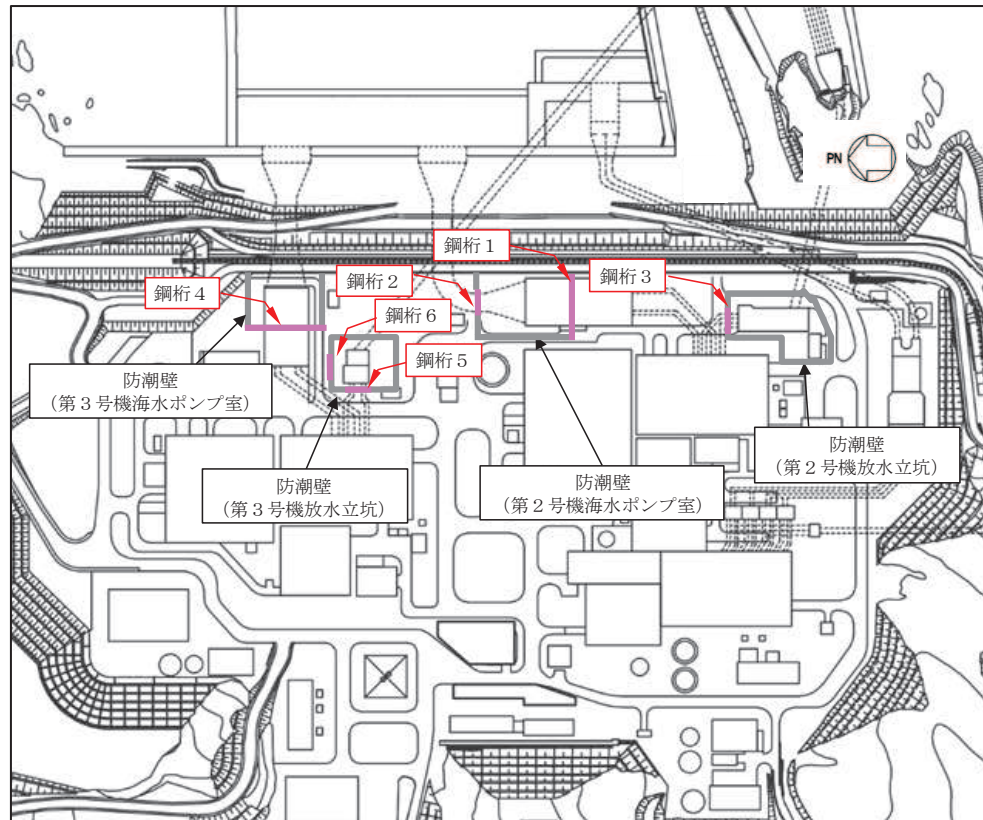 PN
鋼桁１
鋼桁２
鋼桁３
鋼桁４
鋼桁６
鋼桁５
防潮壁
（第３号機海水ポンプ室）
防潮壁
（第３号機放水立坑）
防潮壁
（第２号機海水ポンプ室）
防潮壁
（第２号機放水立坑）